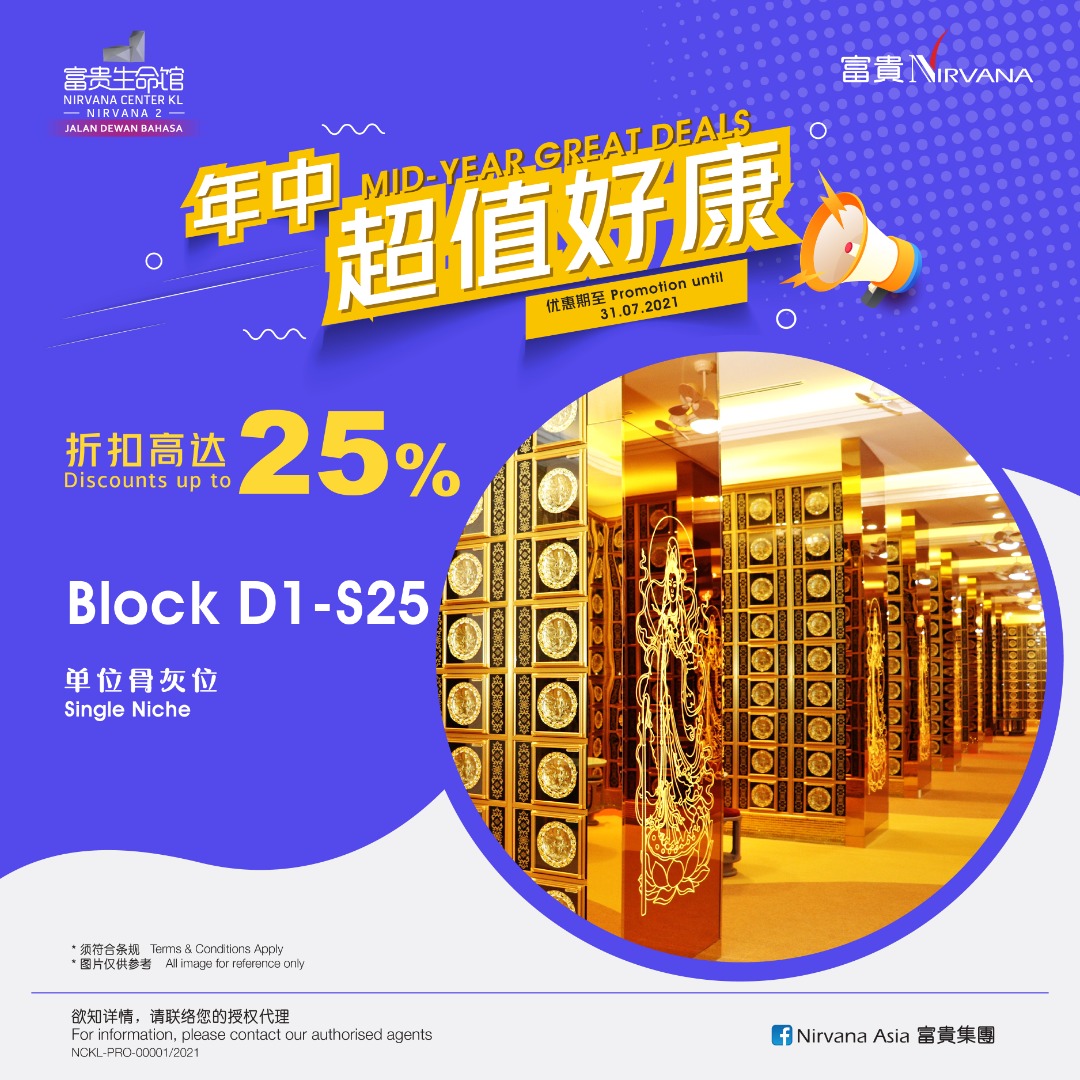 富贵生命馆
NIRVANA CENTER KL
NIRVANA 2
JALAN DEWAN BAHASA
富貴 NIRVANA
年中
MID-YEAR GREAT DEALS
超值好康
优惠期至 Promotion until
31.07.2021
折扣高达
Discounts up to
25%
Block D1-S25
单位骨灰位
Single Niche
* 须符合条规 Terms & Conditions Apply
* 图片仅供参考 All image for reference only
欲知详情，请联络您的授权代理
For information, please contact our authorised agents
NCKL-PRO-00001/2021
Nirvana Asia 富貴集團